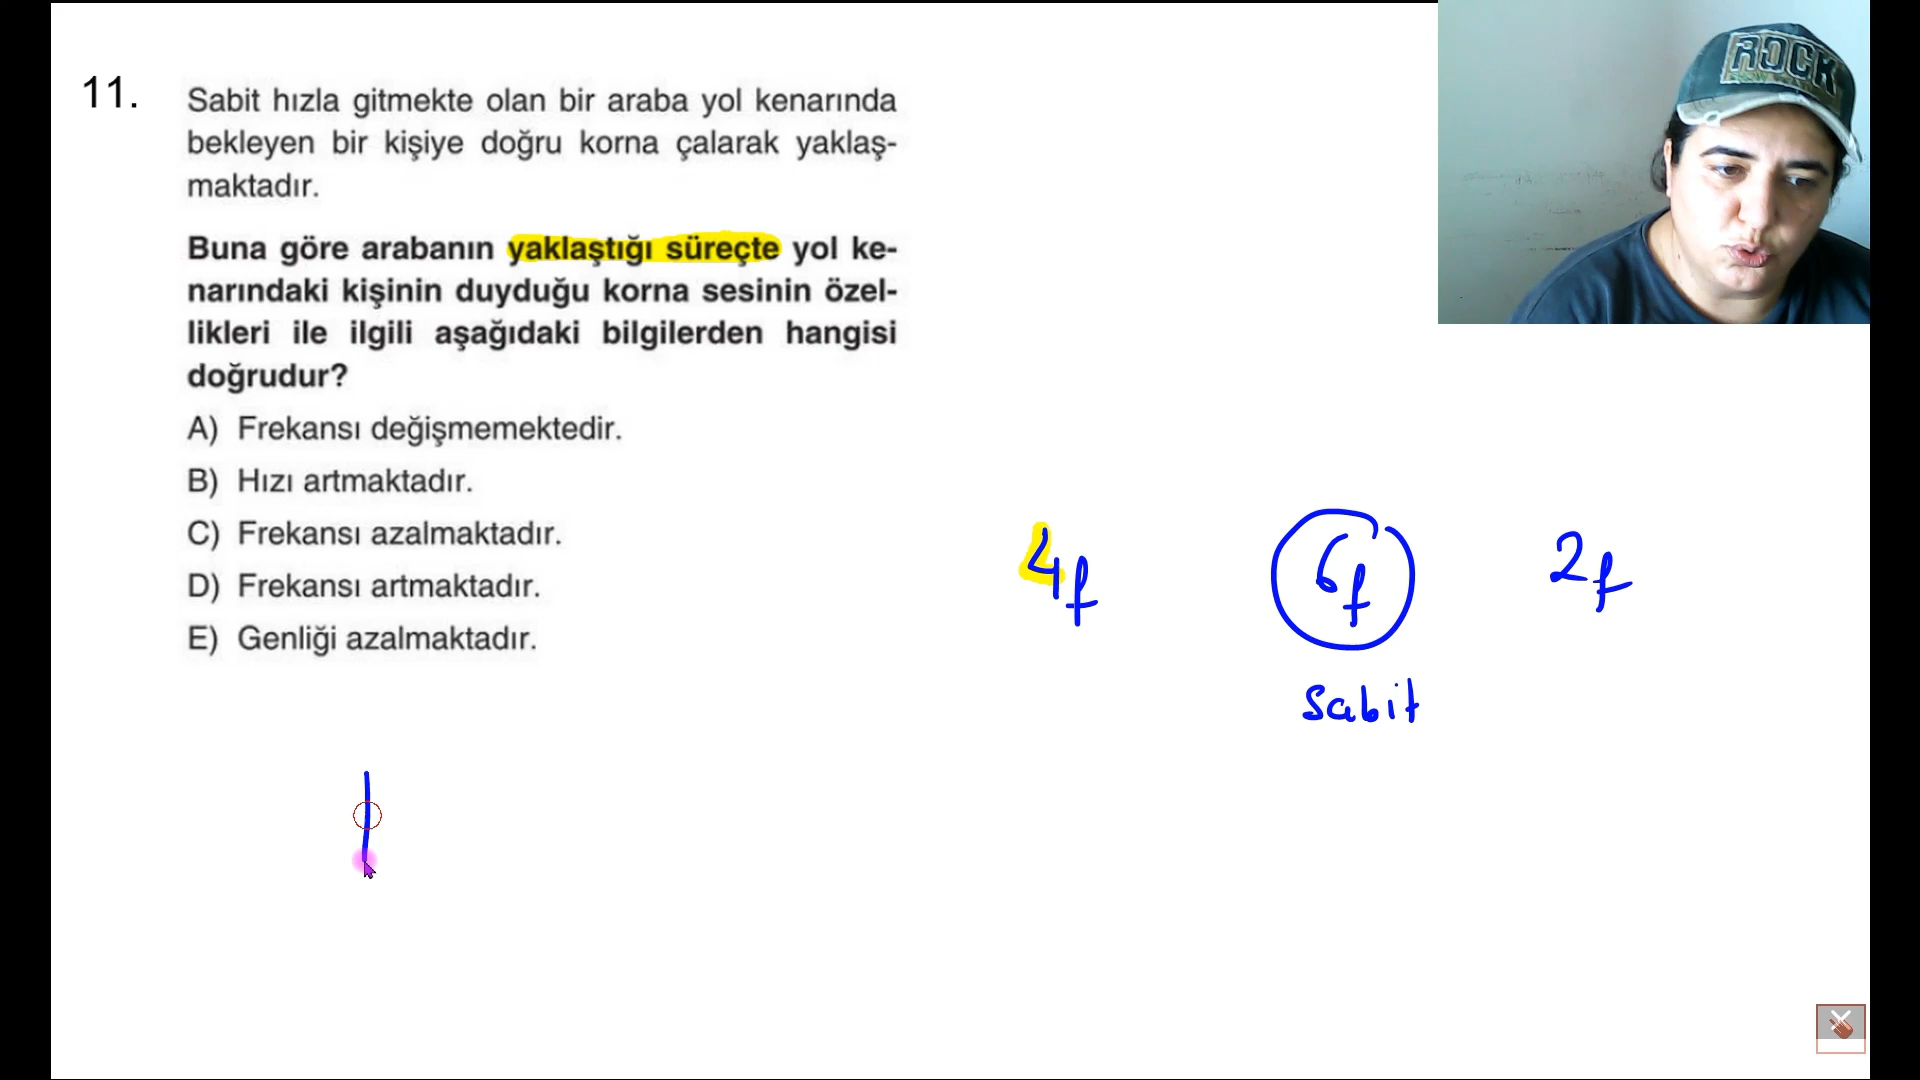 11.
Sabit hızla gitmekte olan bir araba yol kenarında
bekleyen bir kişiye doğru korna çalarak yaklaş-
maktadır.
Buna göre arabanın yaklaştığı süreçte yol ke-
narındaki kişinin duyduğu korna sesinin özel-
likleri ile ilgili aşağıdaki bilgilerden hangisi
doğrudur?
A) Frekansı değişmemektedir.
B) Hızı artmaktadır.
C) Frekansı azalmaktadır.
D) Frekansı artmaktadır.
E) Genliği azalmaktadır.
4f 6f 2f
Sabit
ROCK